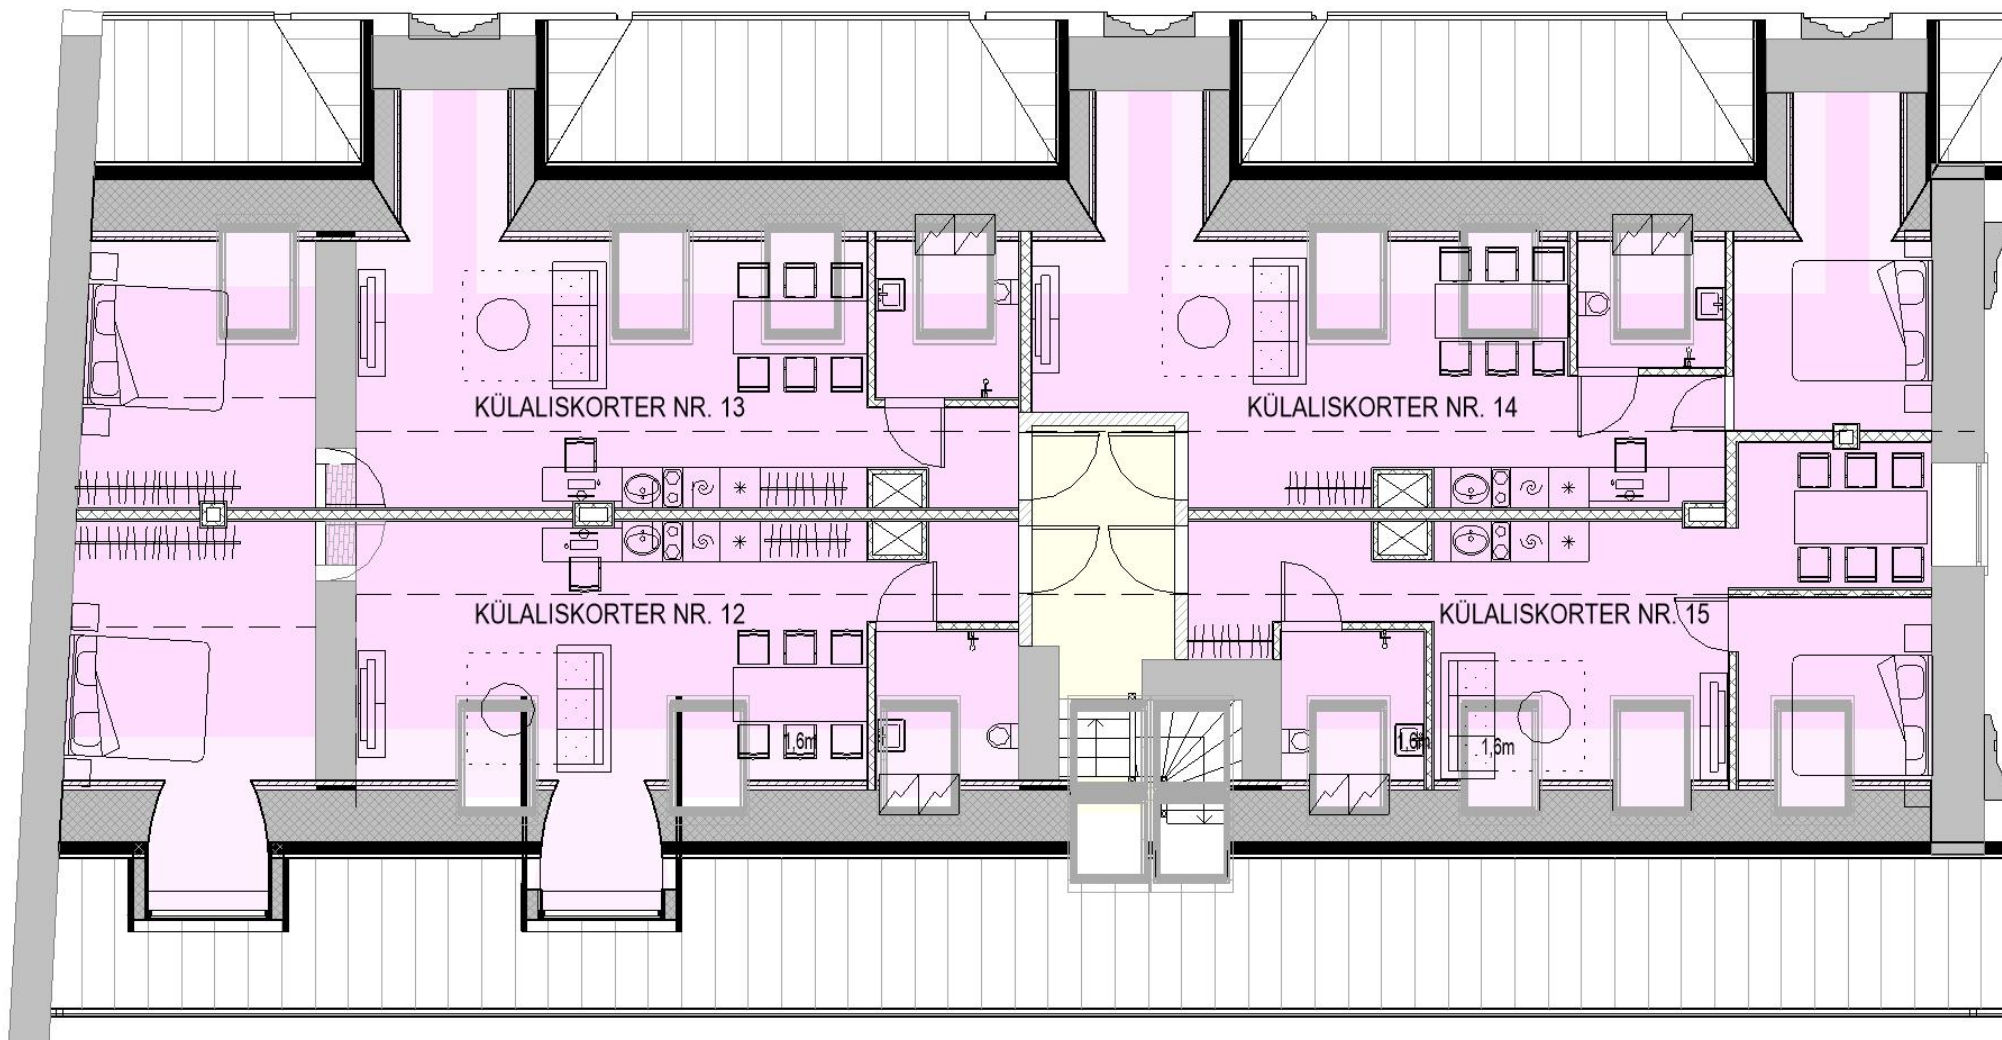 KÜLALISKORTER NR. 13
KÜLALISKORTER NR. 14
KÜLALISKORTER NR. 12
KÜLALISKORTER NR. 15
1,6m
1,6m
1,6m